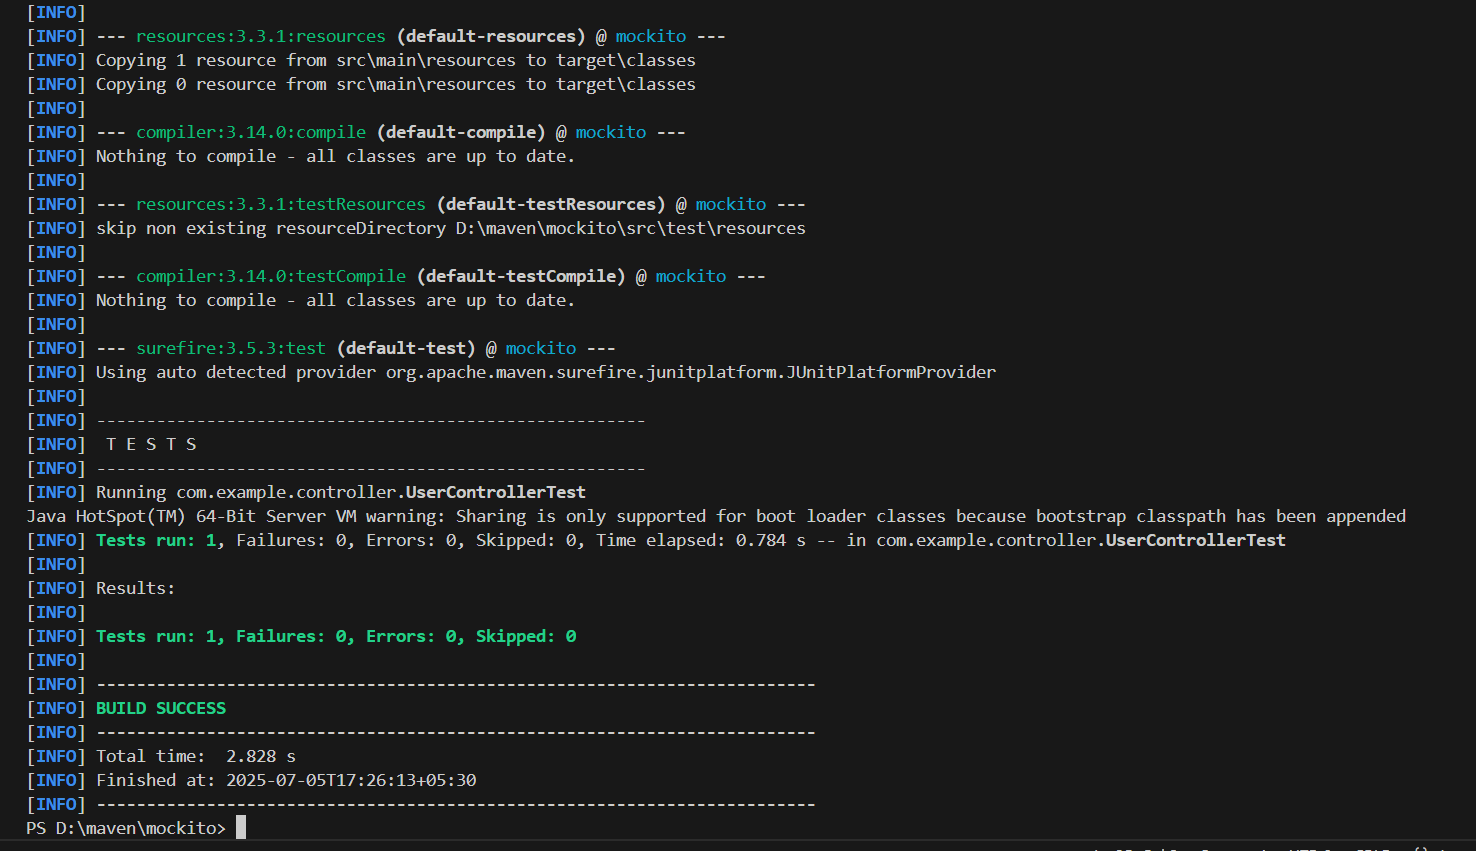 [INFO]
[INFO] --- resources:3.3.1:resources (default-resources) @ mockito ---
[INFO] Copying 1 resource from src\main\resources to target\classes
[INFO] Copying 0 resource from src\main\resources to target\classes
[INFO]
[INFO] --- compiler:3.14.0:compile (default-compile) @ mockito ---
[INFO] Nothing to compile - all classes are up to date.
[INFO]
[INFO] --- resources:3.3.1:testResources (default-testResources) @ mockito ---
[INFO] skip non existing resourceDirectory D:\maven\mockito\src\test\resources
[INFO]
[INFO] --- compiler:3.14.0:testCompile (default-testCompile) @ mockito ---
[INFO] Nothing to compile - all classes are up to date.
[INFO]
[INFO] --- surefire:3.5.3:test (default-test) @ mockito ---
[INFO] Using auto detected provider org.apache.maven.surefire.junitplatform.JUnitPlatformProvider
[INFO]
[INFO] -------------------------------------------------------
[INFO]  T E S T S
[INFO] -------------------------------------------------------
[INFO] Running com.example.controller.UserControllerTest
Java HotSpot(TM) 64-Bit Server VM warning: Sharing is only supported for boot loader classes because bootstrap classpath has been appended
[INFO] Tests run: 1, Failures: 0, Errors: 0, Skipped: 0, Time elapsed: 0.784 s -- in com.example.controller.UserControllerTest
[INFO]
[INFO] Results:
[INFO]
[INFO] Tests run: 1, Failures: 0, Errors: 0, Skipped: 0
[INFO]
[INFO] ------------------------------------------------------------------------
[INFO] BUILD SUCCESS
[INFO] ------------------------------------------------------------------------
[INFO] Total time:  2.828 s
[INFO] Finished at: 2025-07-05T17:26:13+05:30
[INFO] ------------------------------------------------------------------------
PS D:\maven\mockito>